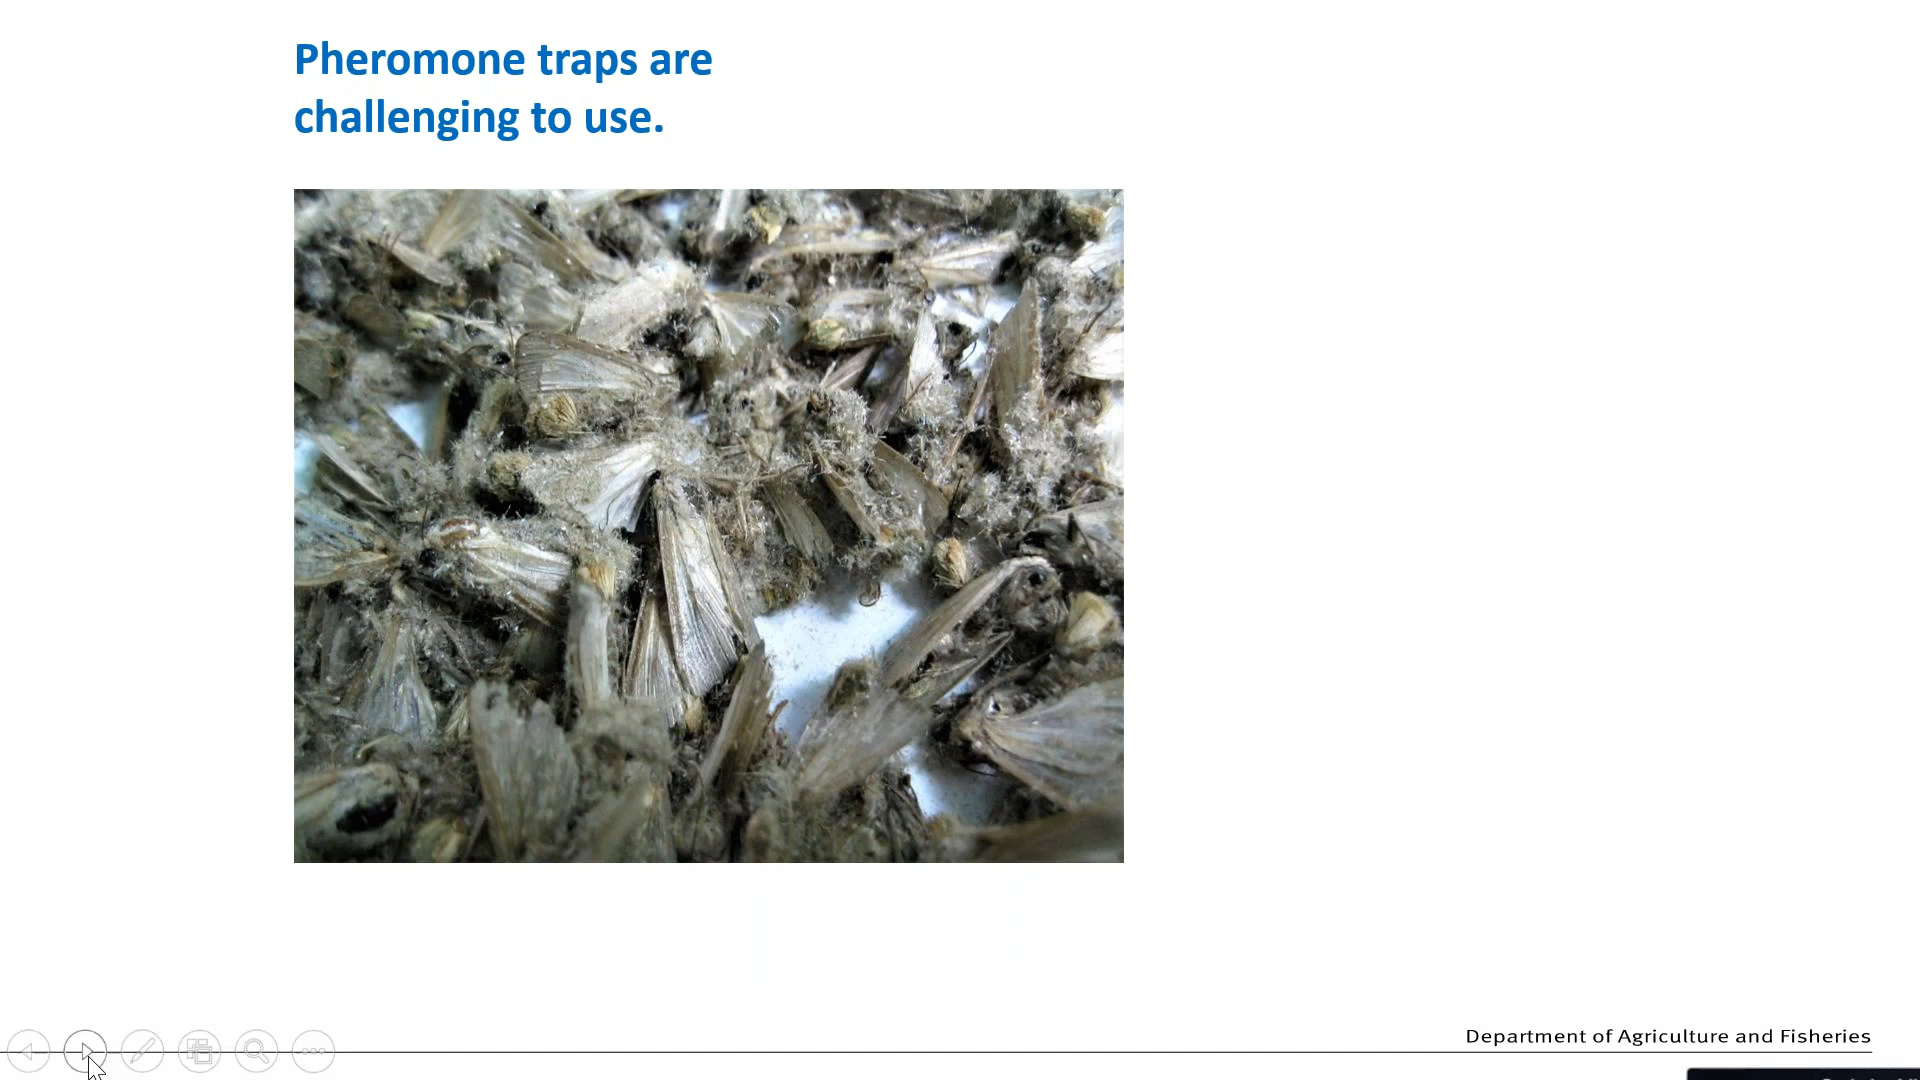 Pheromone traps are
challenging to use.
Department of Agriculture and Fisheries